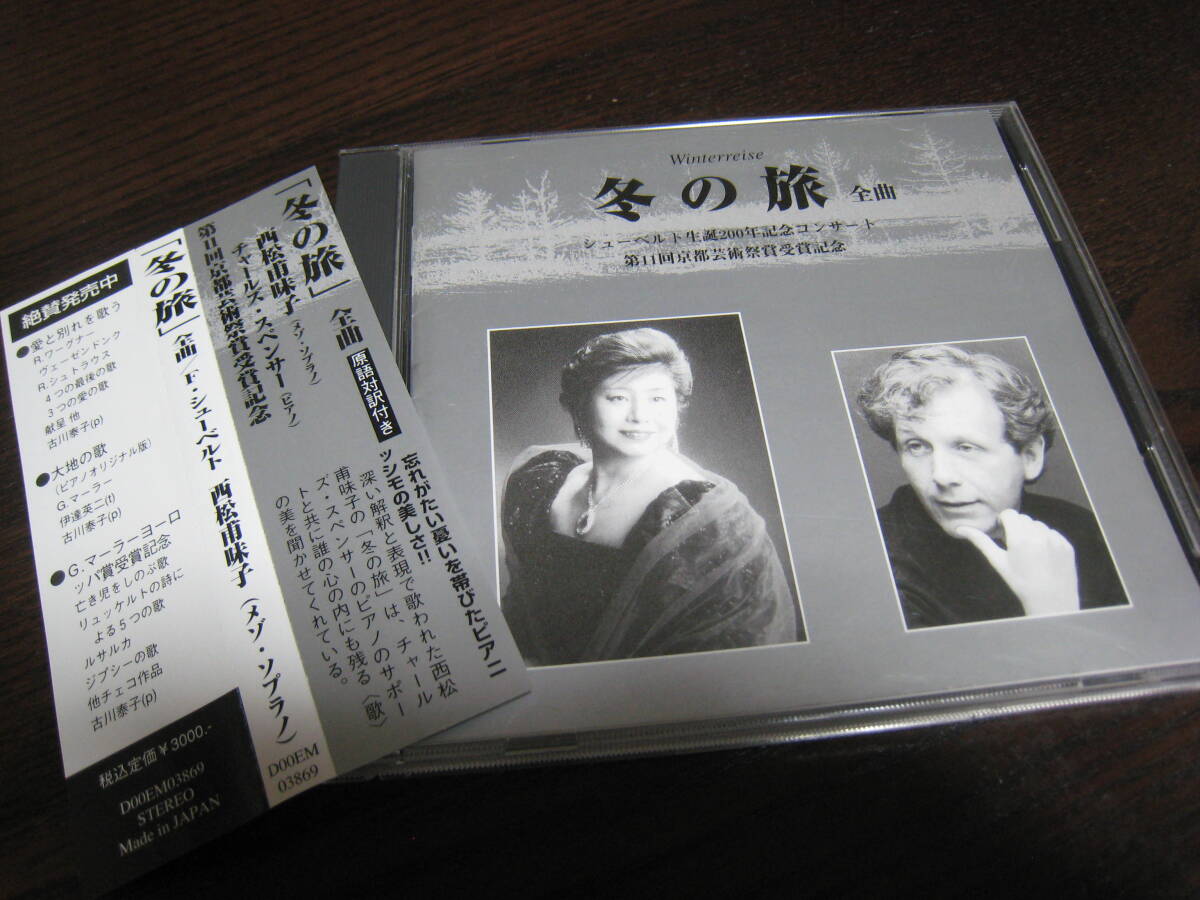 Winterreise
冬の旅 全曲
シューベルト生誕200年記念コンサート
第11回京都芸術祭賞受賞記念
「冬の旅」全曲 原語対訳付き
西松甫味子(メゾ・ソプラノ)
チャールズ・スペンサー(ピアノ)
第11回京都芸術祭賞受賞記念
忘れがたい憂いを帯びたピアニ
ッシモの美しさ!!
深い解釈と表現で歌われた西松
甫味子の「冬の旅」は、チャール
ズ・スペンサーのピアノのサポー
トと共に誰の心の内にも残る〈歌〉
の美を聞かせてくれている。
「冬の旅」全曲/F・シューベルト 西松甫味子(メゾ・ソプラノ)
D00EM
03869
絶賛発売中
●愛と別れを歌う
R.ワーグナー
ヴェーゼンドンク
R.シュトラウス
4つの最後の歌
3つの愛の歌
献呈 他
古川泰子(p)
●大地の歌
(ピアノオリジナル版)
G.マーラー
伊達英二(t)
古川泰子(p)
●G.マーラーヨーロ
ッパ賞受賞記念
亡き児をしのぶ歌
リュッケルトの詩に
よる5つの歌
ルサルカ
ジプシーの歌
他チェコ作品
古川泰子(p)
税込定価￥3000.-
D00EM03869
STEREO
Made in JAPAN